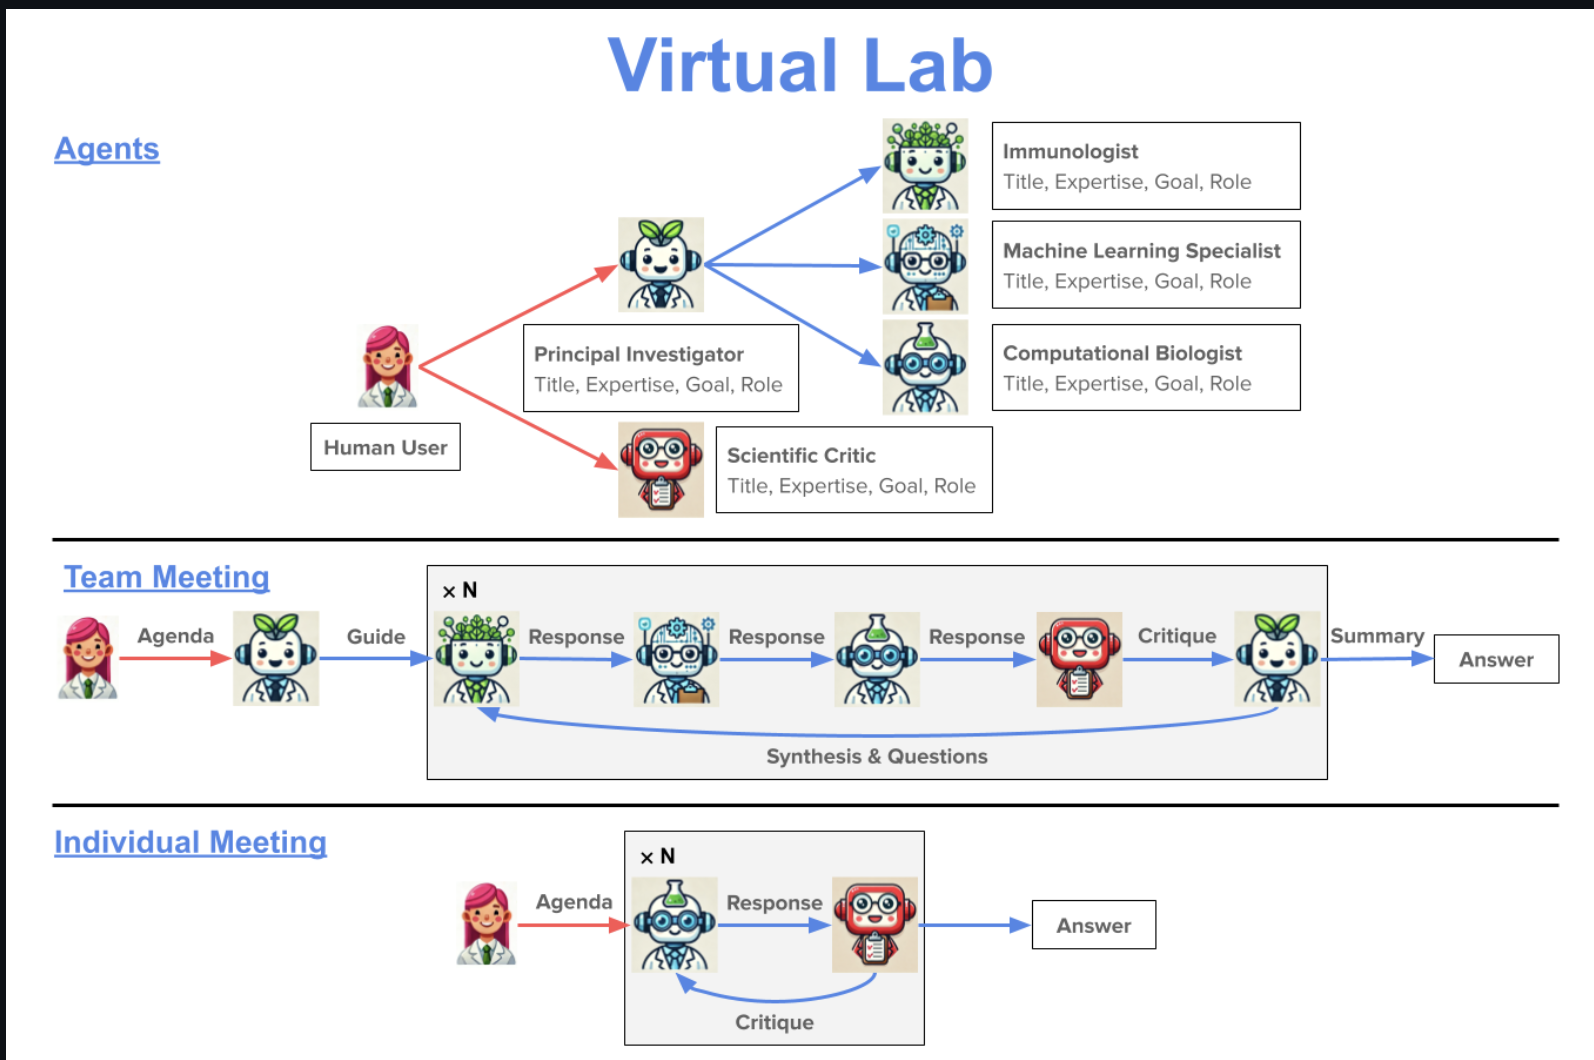 Virtual Lab
Agents
Immunologist
Title, Expertise, Goal, Role
Machine Learning Specialist
Title, Expertise, Goal, Role
Principal Investigator
Title, Expertise, Goal, Role
Computational Biologist
Title, Expertise, Goal, Role
Human User
Scientific Critic
Title, Expertise, Goal, Role
Team Meeting
× N
Agenda
Guide
Response
Response
Response
Critique
Summary
Answer
Synthesis & Questions
Individual Meeting
× N
Agenda
Response
Answer
Critique